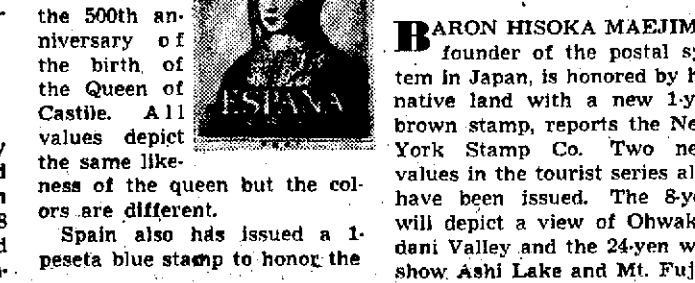 the 500th an-
niversary of
the birth of
the Queen of
Castile. All
values depict
the same like-
ness of the queen but the col-
ors are different.
Spain also has issued a 1-
peseta blue stamp to honor the
ESPAÑA
BARON HISOKA MAEJIM
founder of the postal sy
tem in Japan, is honored by h
native land with a new 1-y
brown stamp, reports the Ne
York Stamp Co. Two ne
values in the tourist series al
have been issued. The 8-ye
will depict a view of Ohwak
dani Valley and the 24-yen w
show Ashi Lake and Mt. Fuj